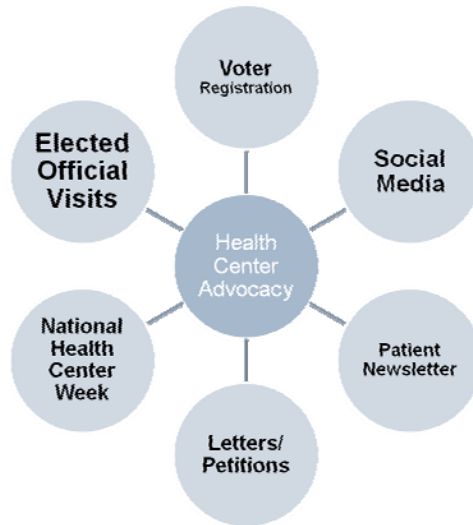 Voter
Registration
Elected
Official
Visits
Social
Media
Health
Center
Advocacy
National
Health
Center
Week
Patient
Newsletter
Letters/
Petitions